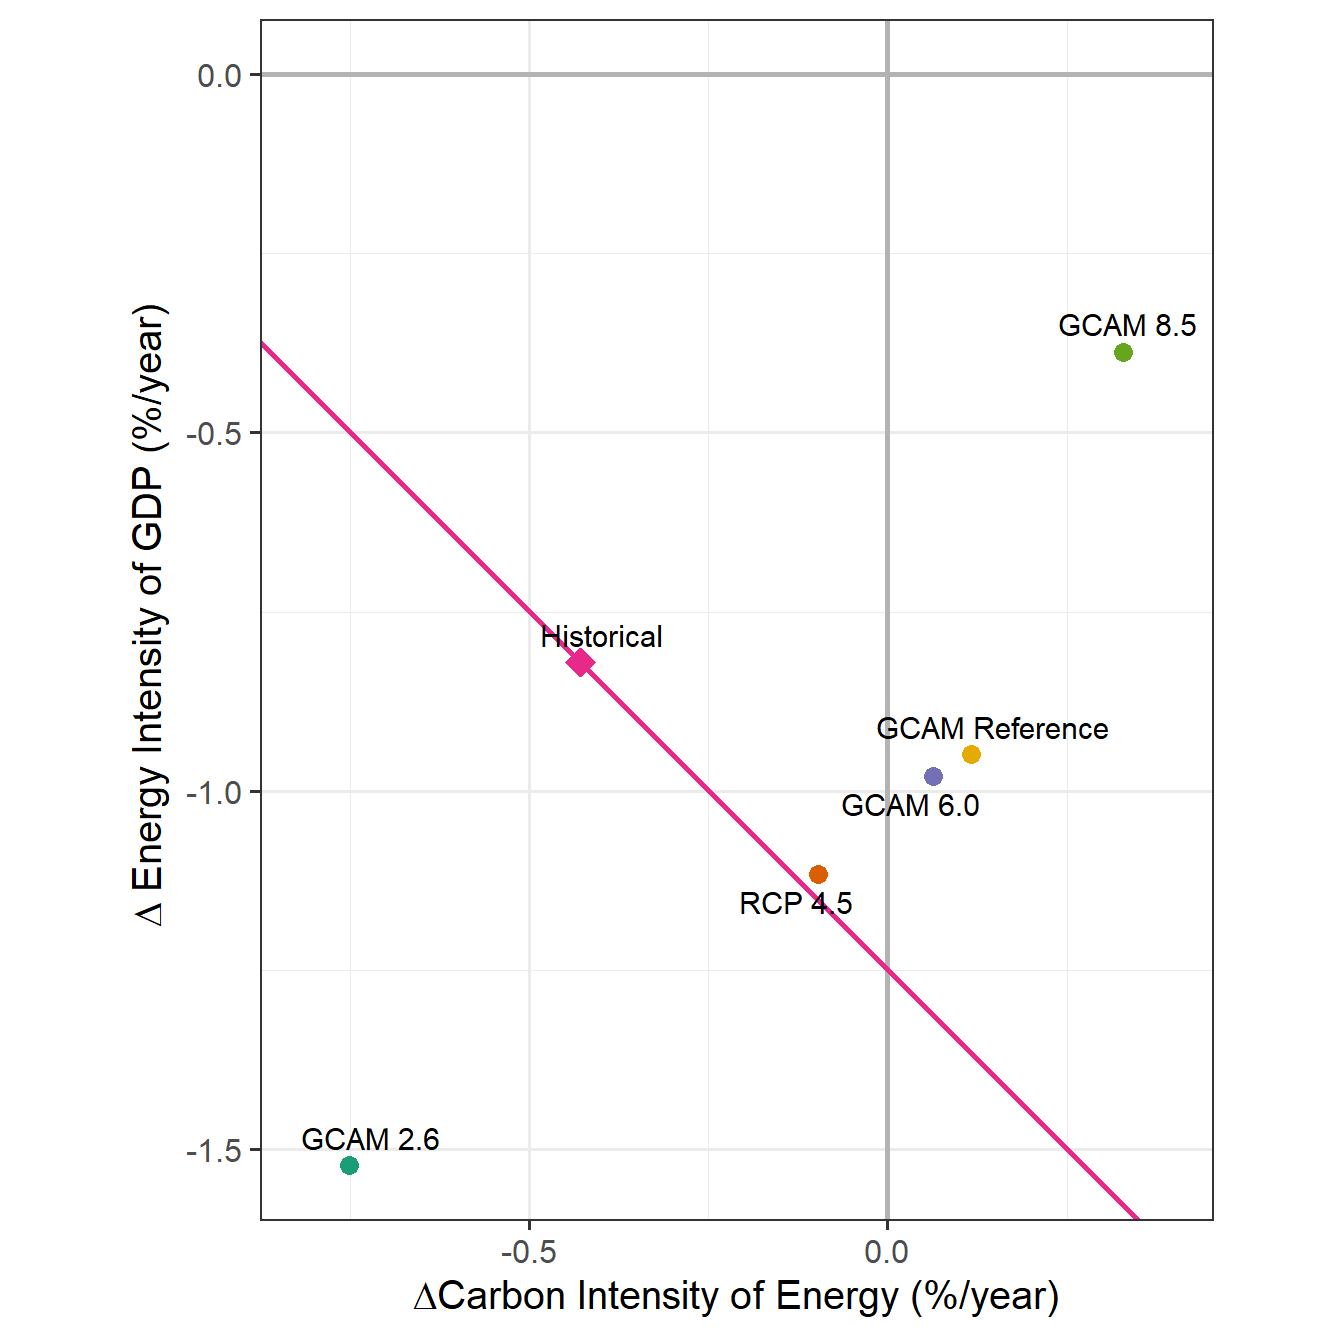 0.0
GCAM 8.5
-0.5
Historical
GCAM Reference
-1.0
GCAM 6.0
RCP 4.5
GCAM 2.6
-1.5
-0.5
0.0
ΔCarbon Intensity of Energy (%/year)
Δ Energy Intensity of GDP (%/year)